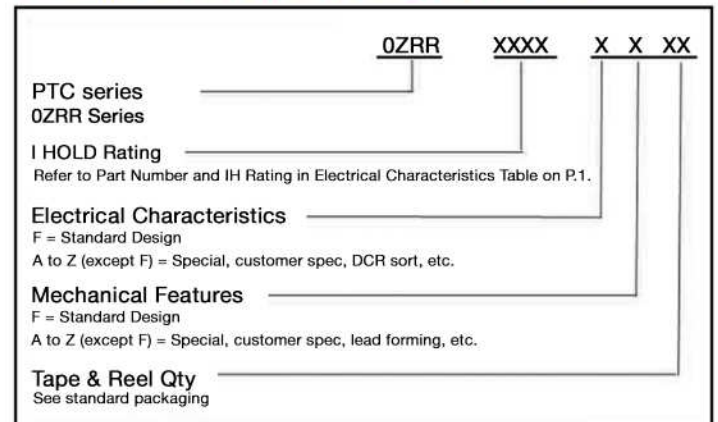 0ZRR XXXX X X XX
PTC series
0ZRR Series
I HOLD Rating
Refer to Part Number and IH Rating in Electrical Characteristics Table on P.1.
Electrical Characteristics
F = Standard Design
A to Z (except F) = Special, customer spec, DCR sort, etc.
Mechanical Features
F = Standard Design
A to Z (except F) = Special, customer spec, lead forming, etc.
Tape & Reel Qty
See standard packaging